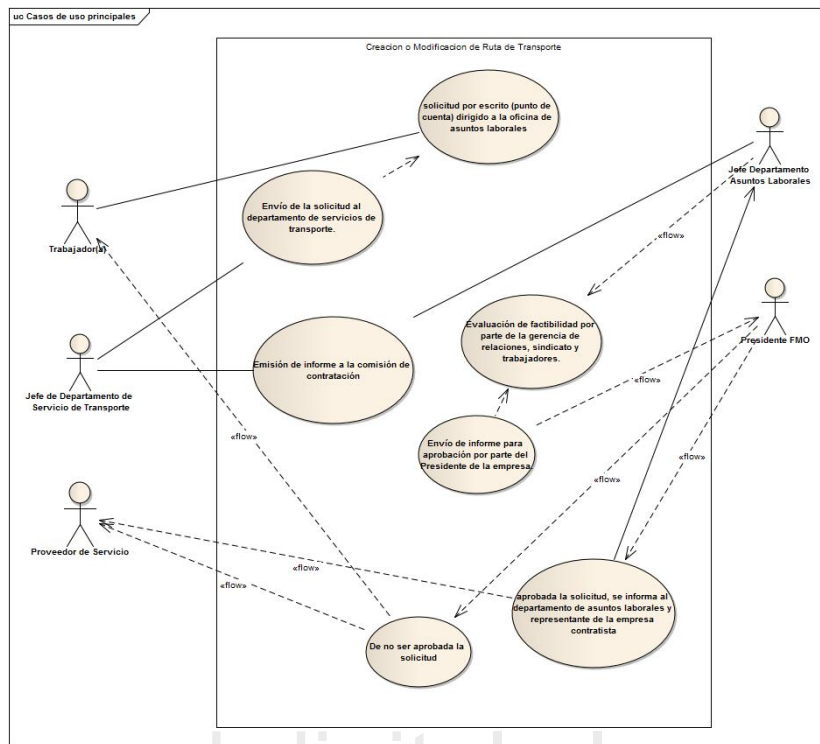 uc Casos de uso principales
Creacion o Modificacion de Ruta de Transporte
solicitud por escrito (punto de
cuenta) dirigido a la oficina de
asuntos laborales
Jefe Departamento
Asuntos Laborales
Envío de la solicitud al
departamento de servicios de
transporte.
Trabajador(a)
«flow»
Evaluación de factibilidad por
parte de la gerencia de
relaciones, sindicato y
trabajadores.
Presidente FMO
Emisión de informe a la comisión de
contratación
«flow»
Jefe de Departamento de
Servicio de Transporte
Envío de informe para
aprobación por parte del
Presidente de la empresa.
«flow»
«flow»
«flow»
Proveedor de Servicio
«flow»
«flow»
aprobada la solicitud, se informa al
departamento de asuntos laborales y
representante de la empresa
contratista
De no ser aprobada la
solicitud